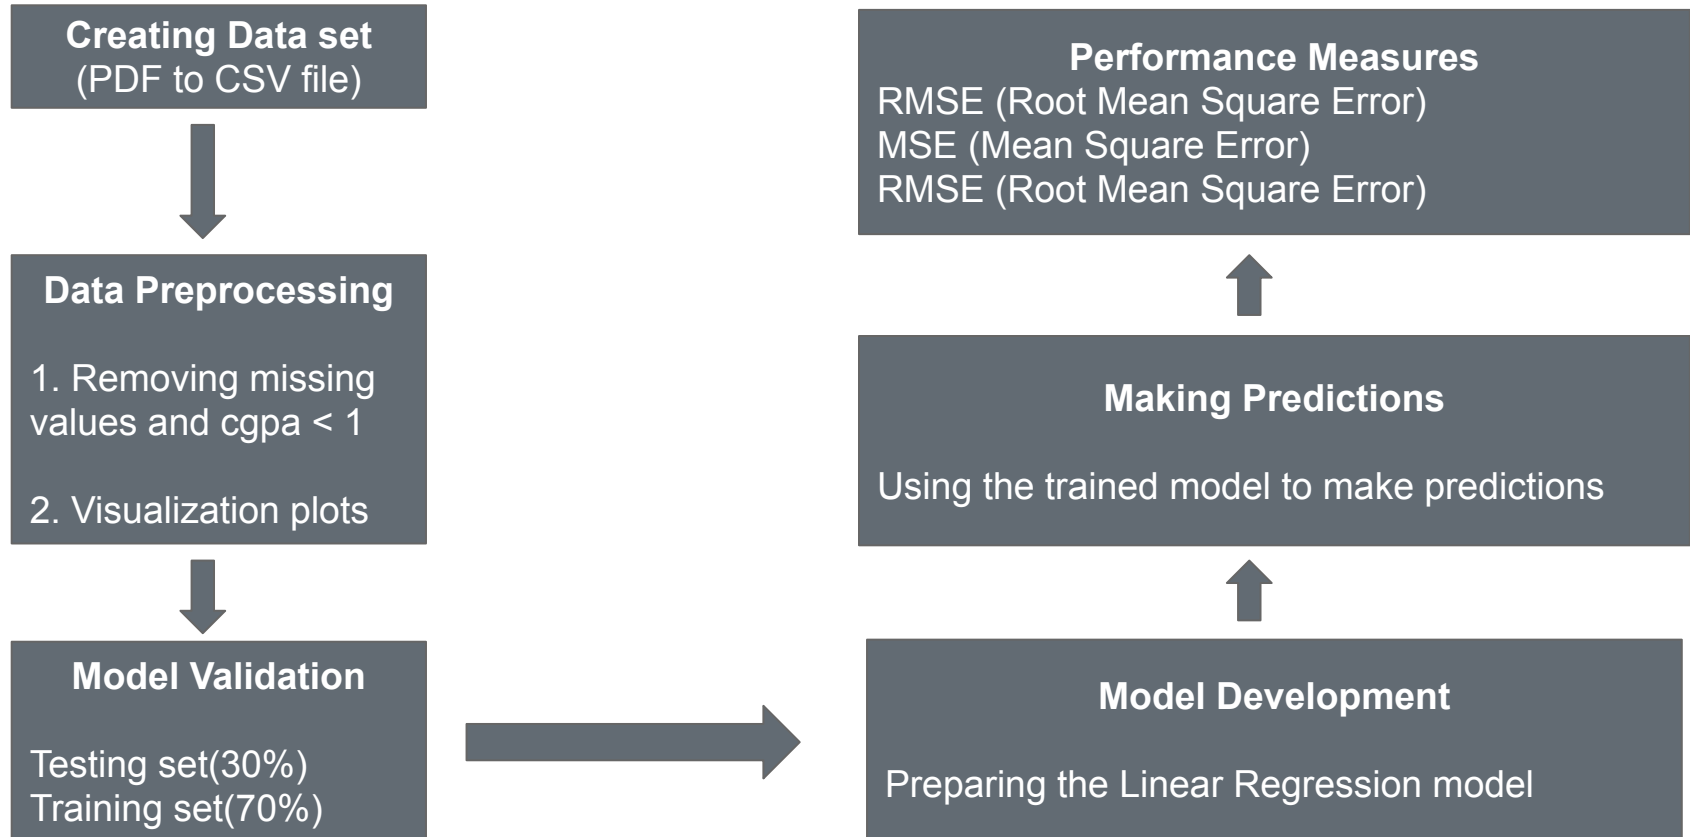 Creating Data set
(PDF to CSV file)
Data Preprocessing
1. Removing missing
values and cgpa < 1
2. Visualization plots
Model Validation
Testing set(30%)
Training set(70%)
Model Development
Preparing the Linear Regression model
Making Predictions
Using the trained model to make predictions
Performance Measures
RMSE (Root Mean Square Error)
MSE (Mean Square Error)
RMSE (Root Mean Square Error)